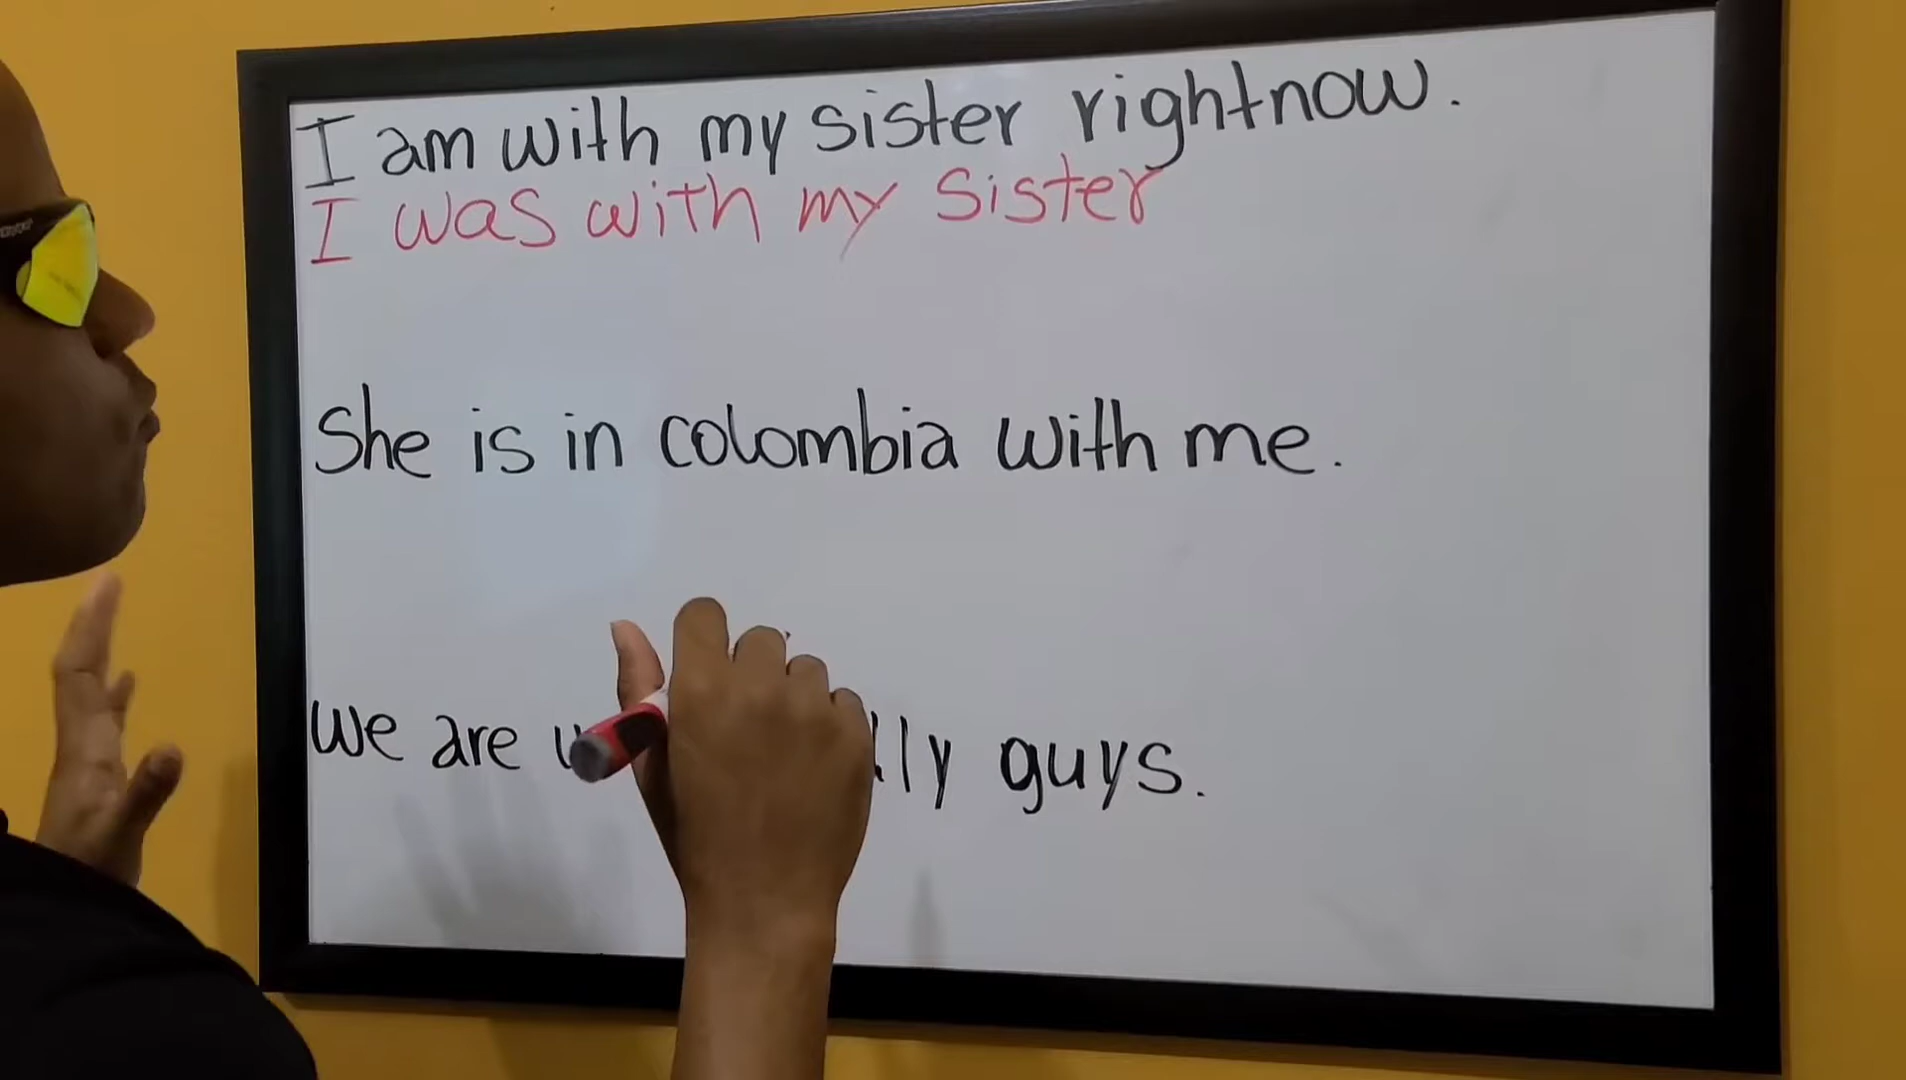 I am with my sister rightnow.
I was with my sister
She is in colombia with me.
We are guys.